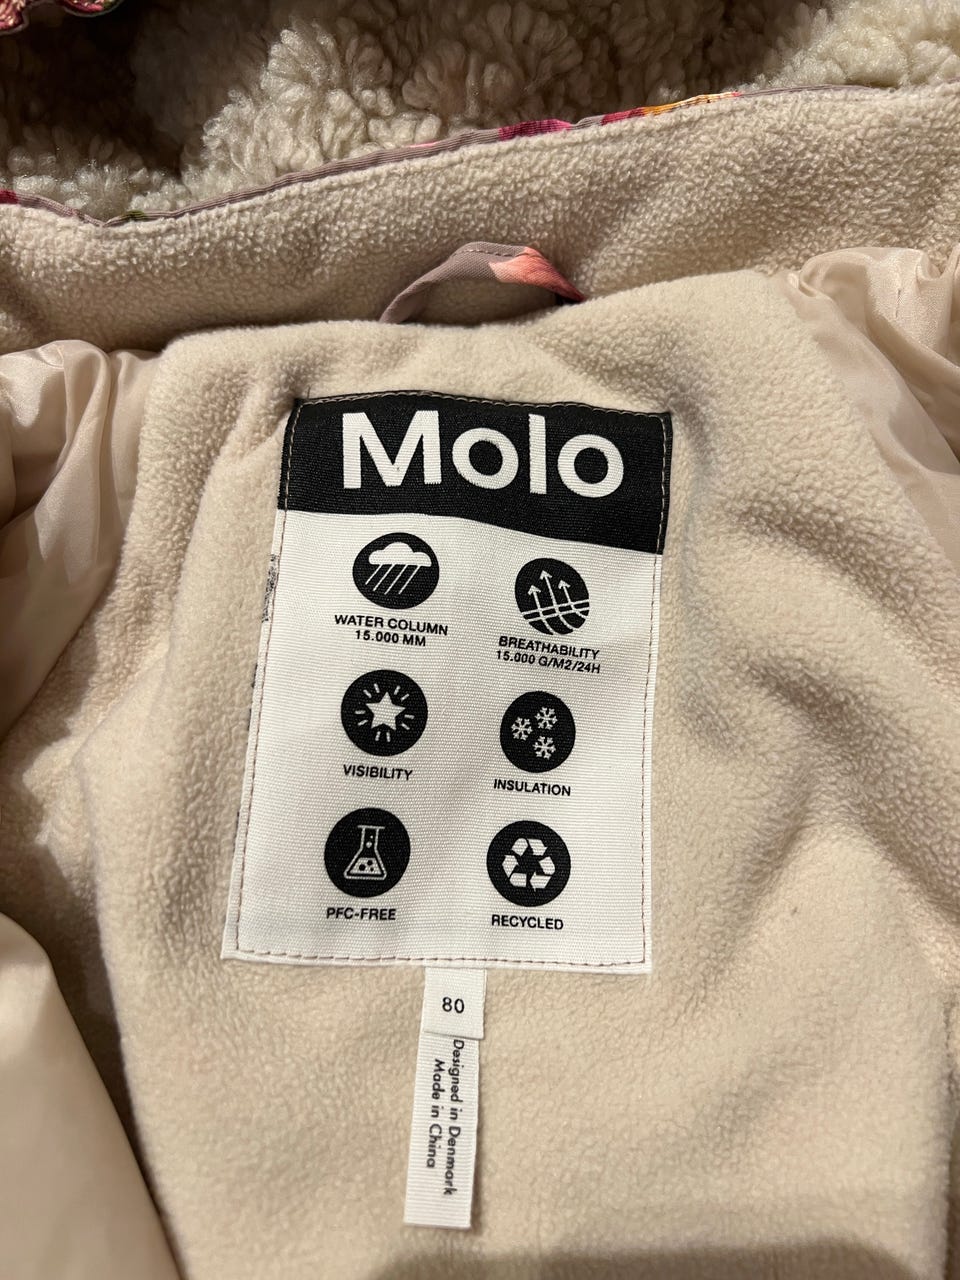 Molo
WATER COLUMN
15.000 MM
BREATHABILITY
15.000 G/M2/24H
VISIBILITY
INSULATION
PFC-FREE
RECYCLED
80
Designed in Denmark
Made in China